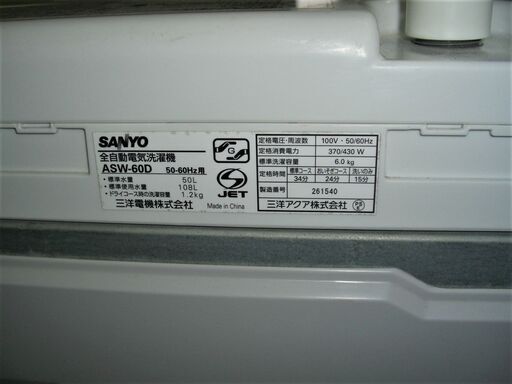 SANYO
全自動電気洗濯機
ASW-60D 50-60Hz用
・標準水量 50L
・標準使用水量 108L
・ドライコース時の洗濯容量 1.2kg
三洋電機株式会社
G
S
JET
Made in China
定格電圧・周波数 100V・50/60Hz
定格消費電力 370/430 W
標準洗濯容量 6.0 kg
定格時間 標準コース おいそぎコース 洗いのみ
34分 24分 15分
製造番号 261540
三洋アクア株式会社